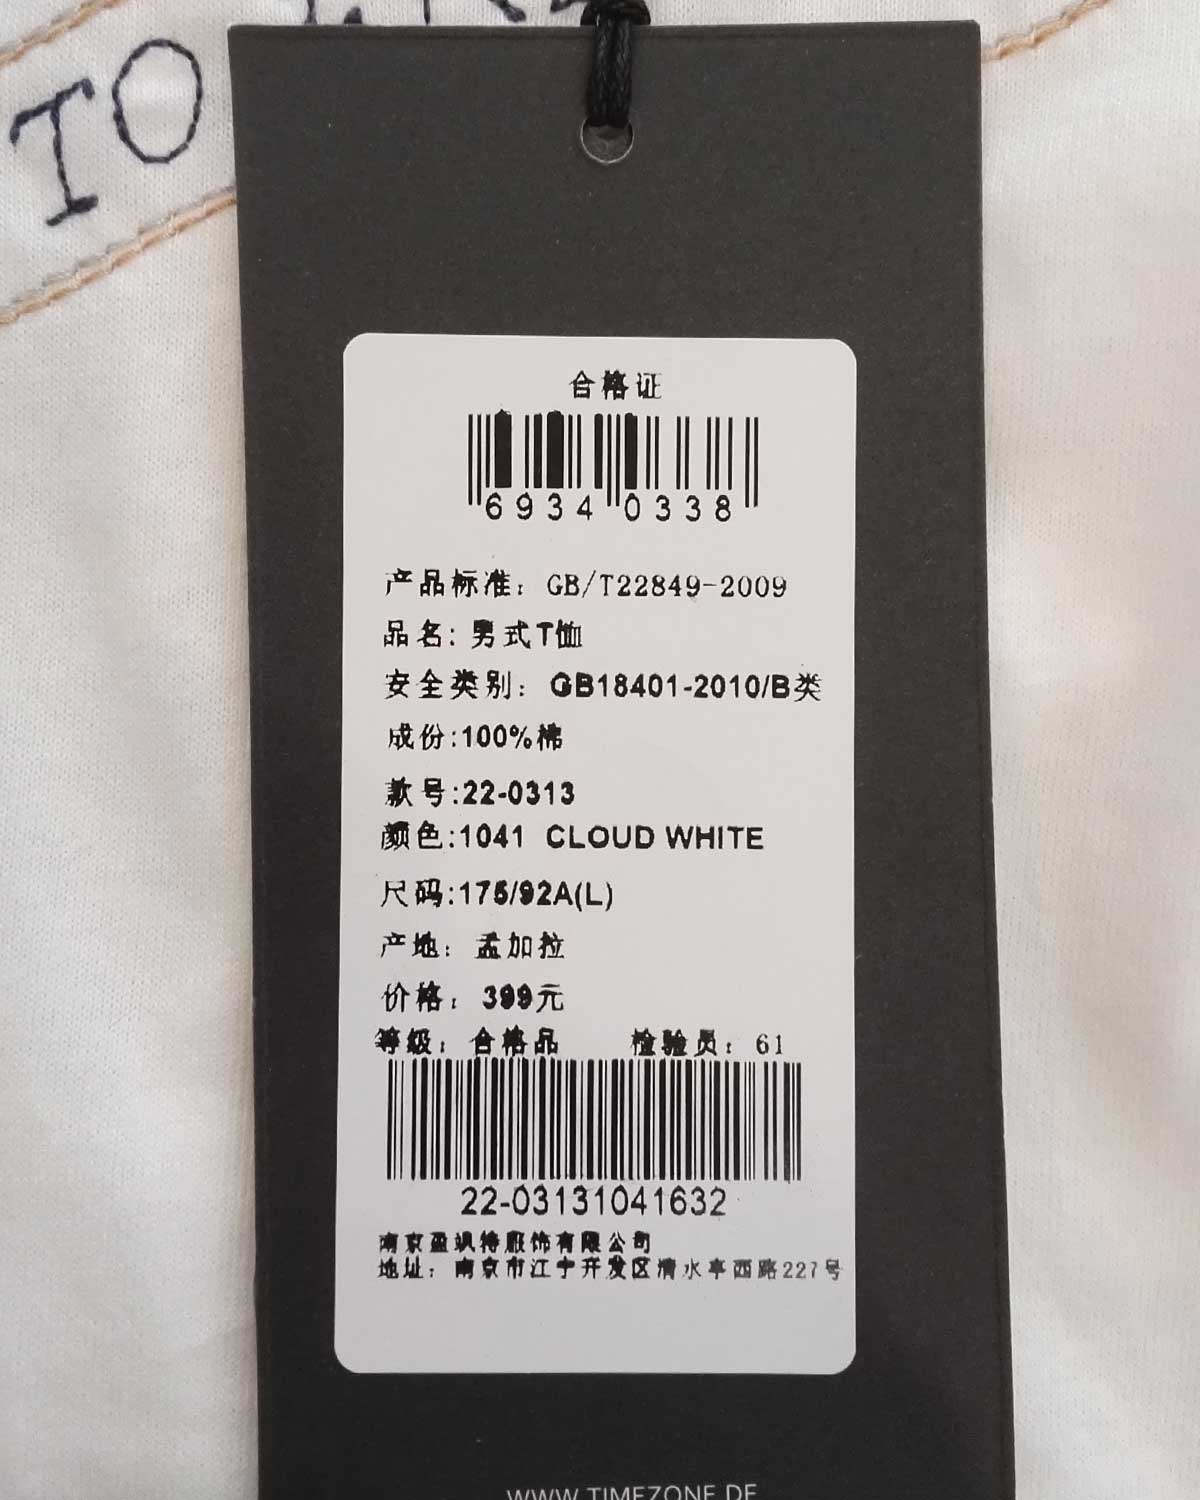 TO
合格证
6934 0338
产品标准：GB/T22849-2009
品名:男式T恤
安全类别：GB18401-2010/B类
成份:100%棉
款号:22-0313
颜色:1041 CLOUD WHITE
尺码:175/92A(L)
产地：孟加拉
价格：399元
等级：合格品 检验员：61
22-03131041632
南京盈飒特服饰有限公司
地址：南京市江宁开发区清水亭西路227号
WWW.TIMEZONE.DE